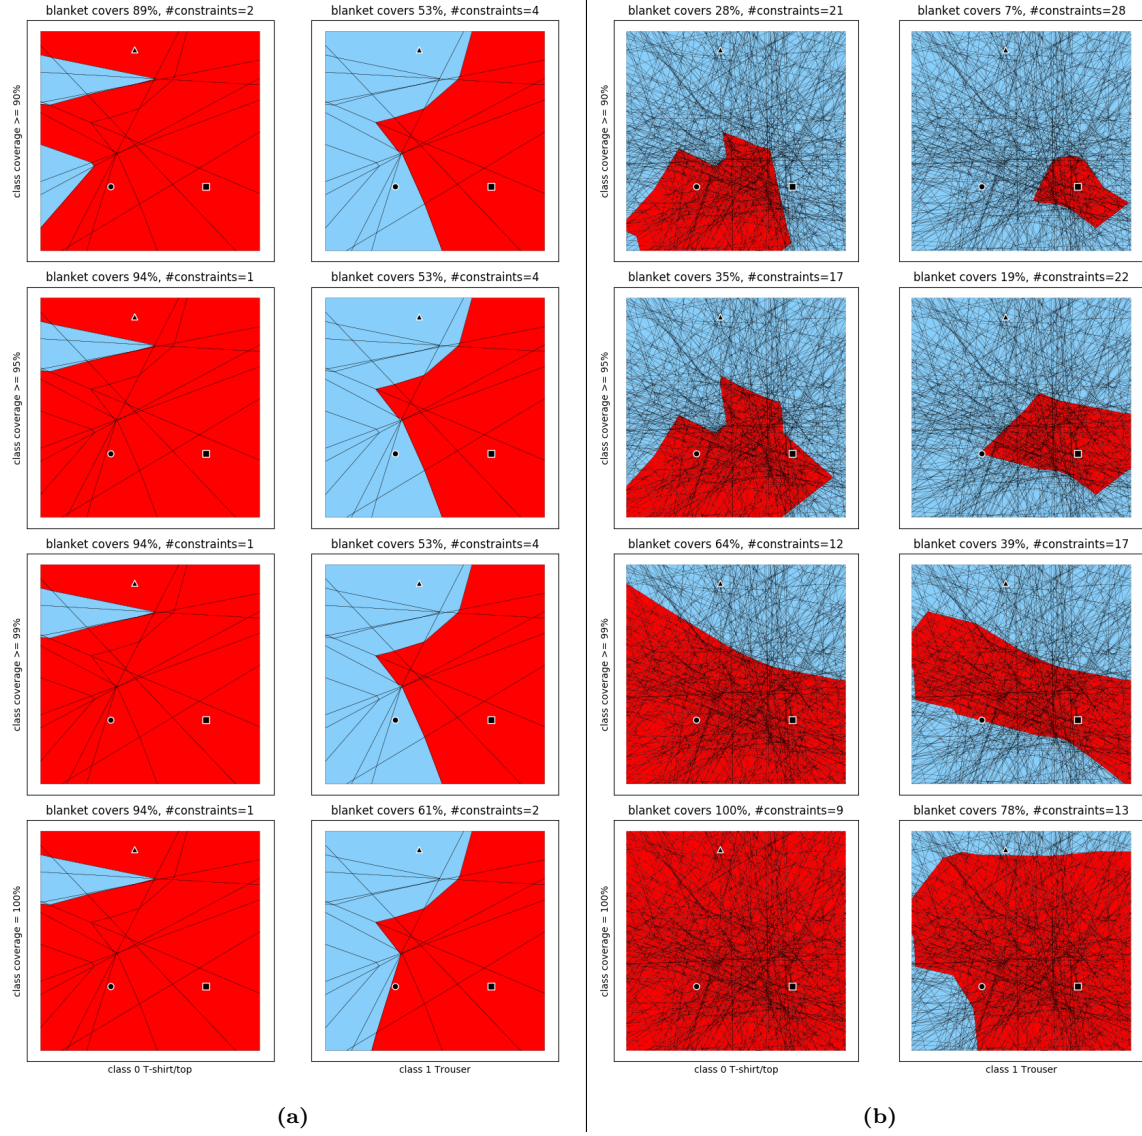 blanket covers 89%, #constraints=2
blanket covers 53%, #constraints=4
blanket covers 28%, #constraints=21
blanket covers 7%, #constraints=28
class coverage >= 90%
class coverage >= 90%
blanket covers 94%, #constraints=1
blanket covers 53%, #constraints=4
blanket covers 35%, #constraints=17
blanket covers 19%, #constraints=22
class coverage >= 95%
class coverage >= 95%
blanket covers 94%, #constraints=1
blanket covers 53%, #constraints=4
blanket covers 64%, #constraints=12
blanket covers 39%, #constraints=17
class coverage >= 99%
class coverage >= 99%
blanket covers 94%, #constraints=1
blanket covers 61%, #constraints=2
blanket covers 100%, #constraints=9
blanket covers 78%, #constraints=13
class coverage = 100%
class coverage = 100%
class 0 T-shirt/top
class 1 Trouser
class 0 T-shirt/top
class 1 Trouser
(a)
(b)